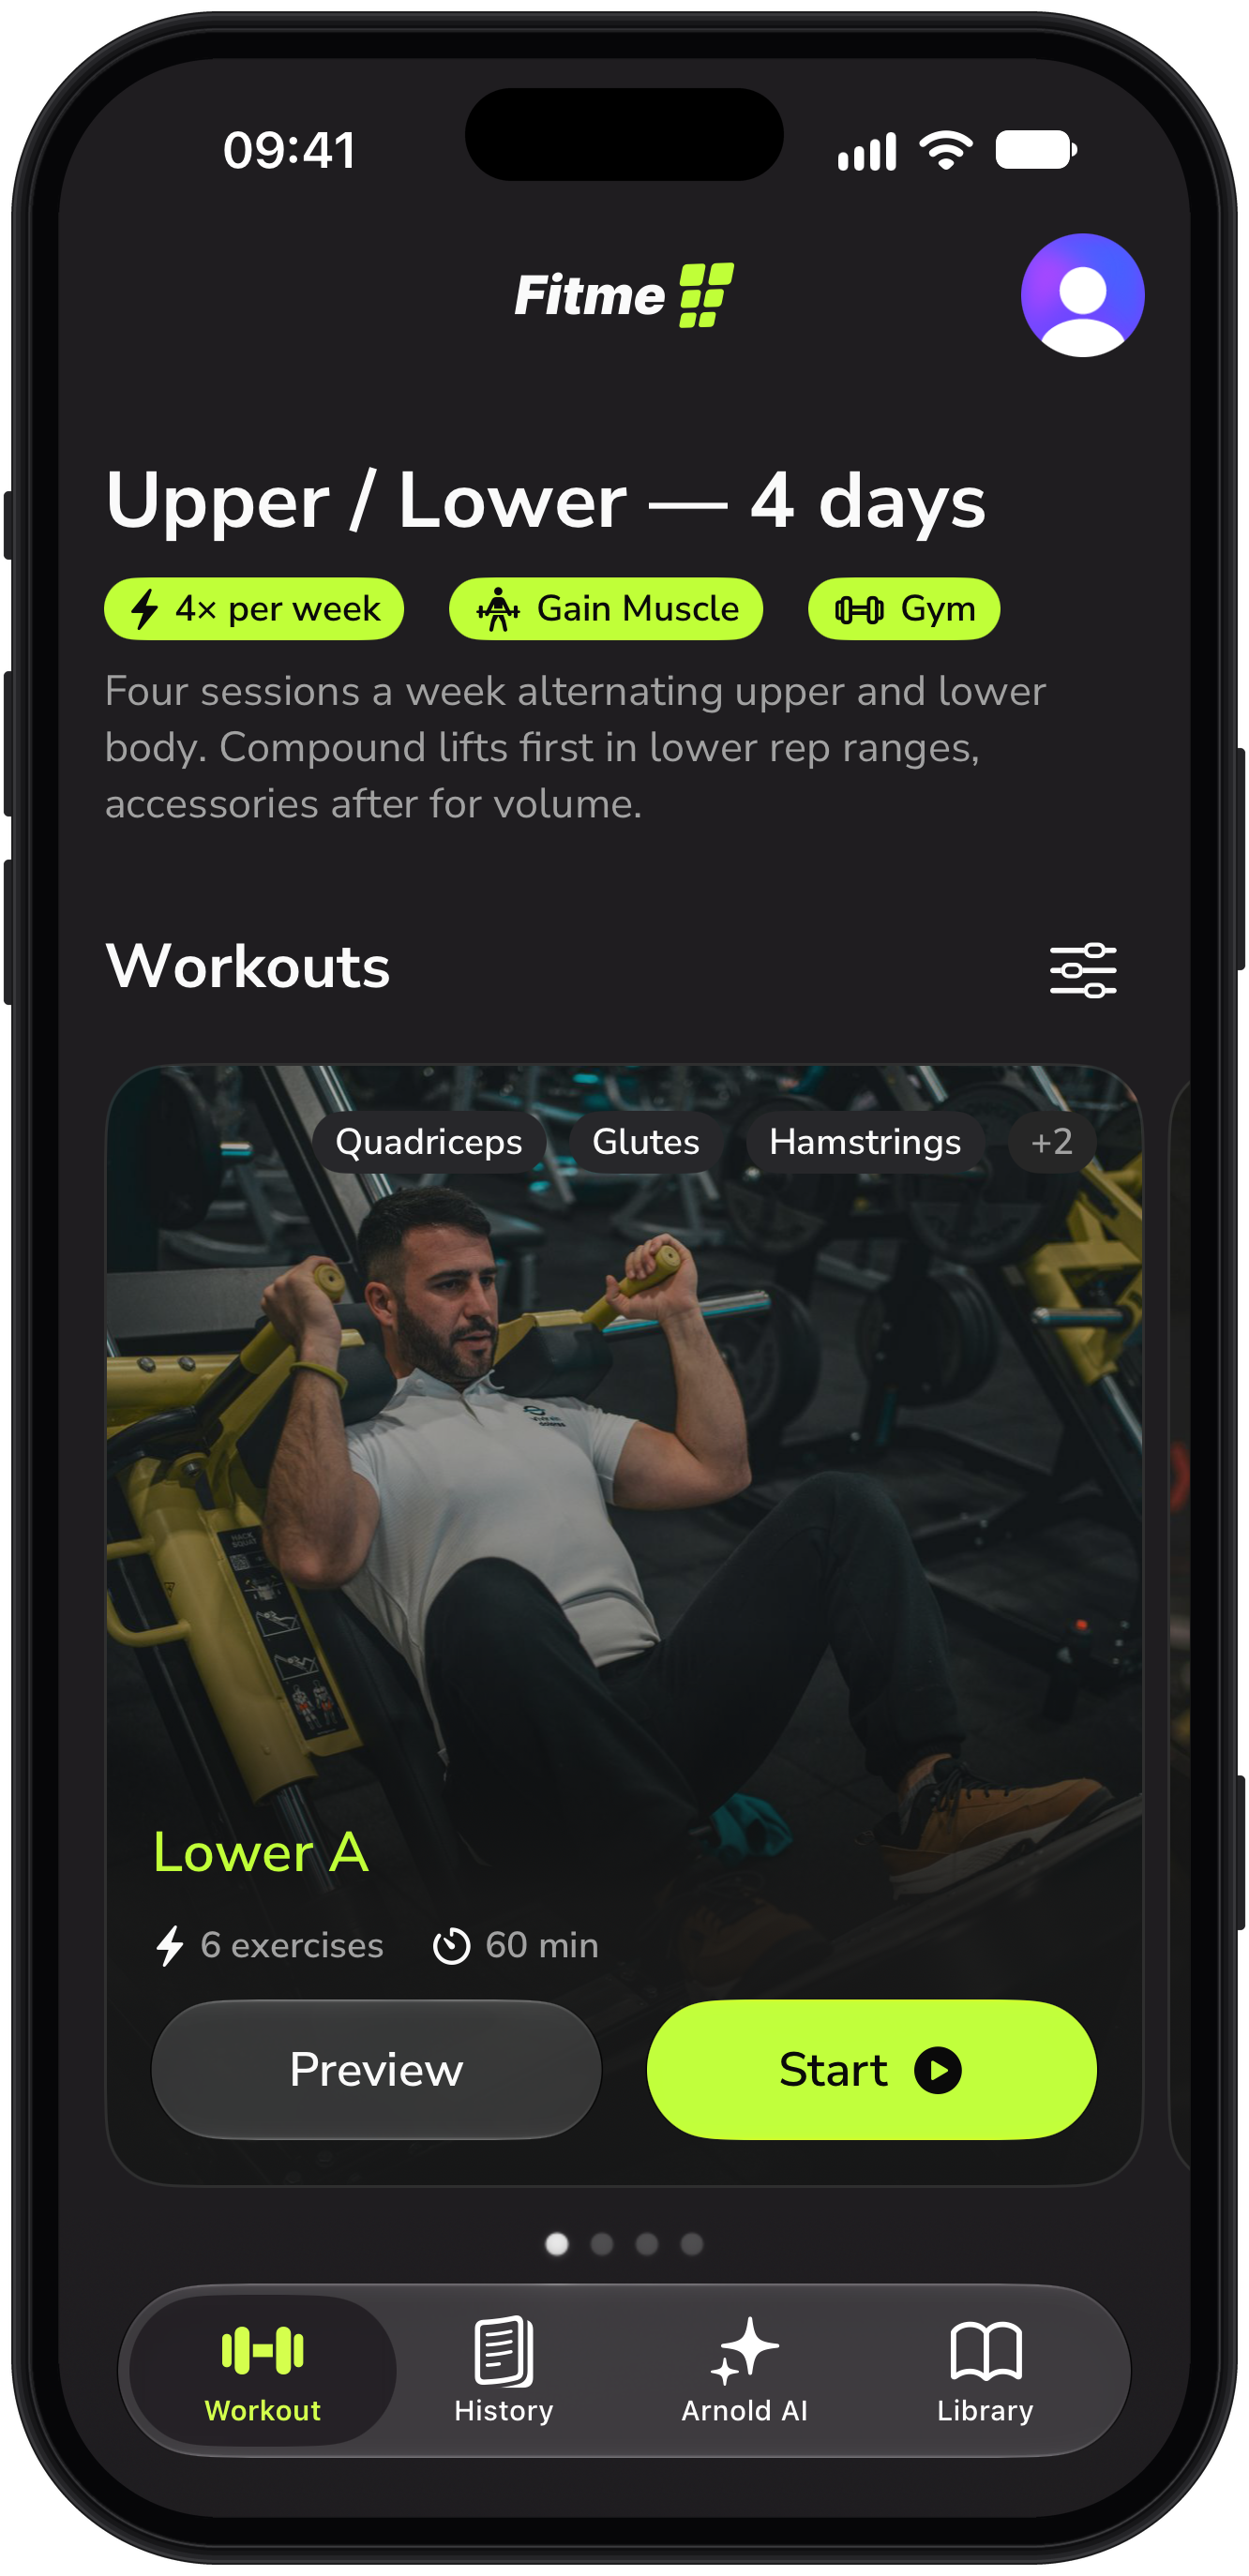 09:41
Fitme
Upper / Lower — 4 days
4× per week
Gain Muscle
Gym
Four sessions a week alternating upper and lower
body. Compound lifts first in lower rep ranges,
accessories after for volume.
Workouts
Quadriceps
Glutes
Hamstrings
+2
HACK
SQUAT
Lower A
6 exercises
60 min
Preview
Start
Workout
History
Arnold AI
Library